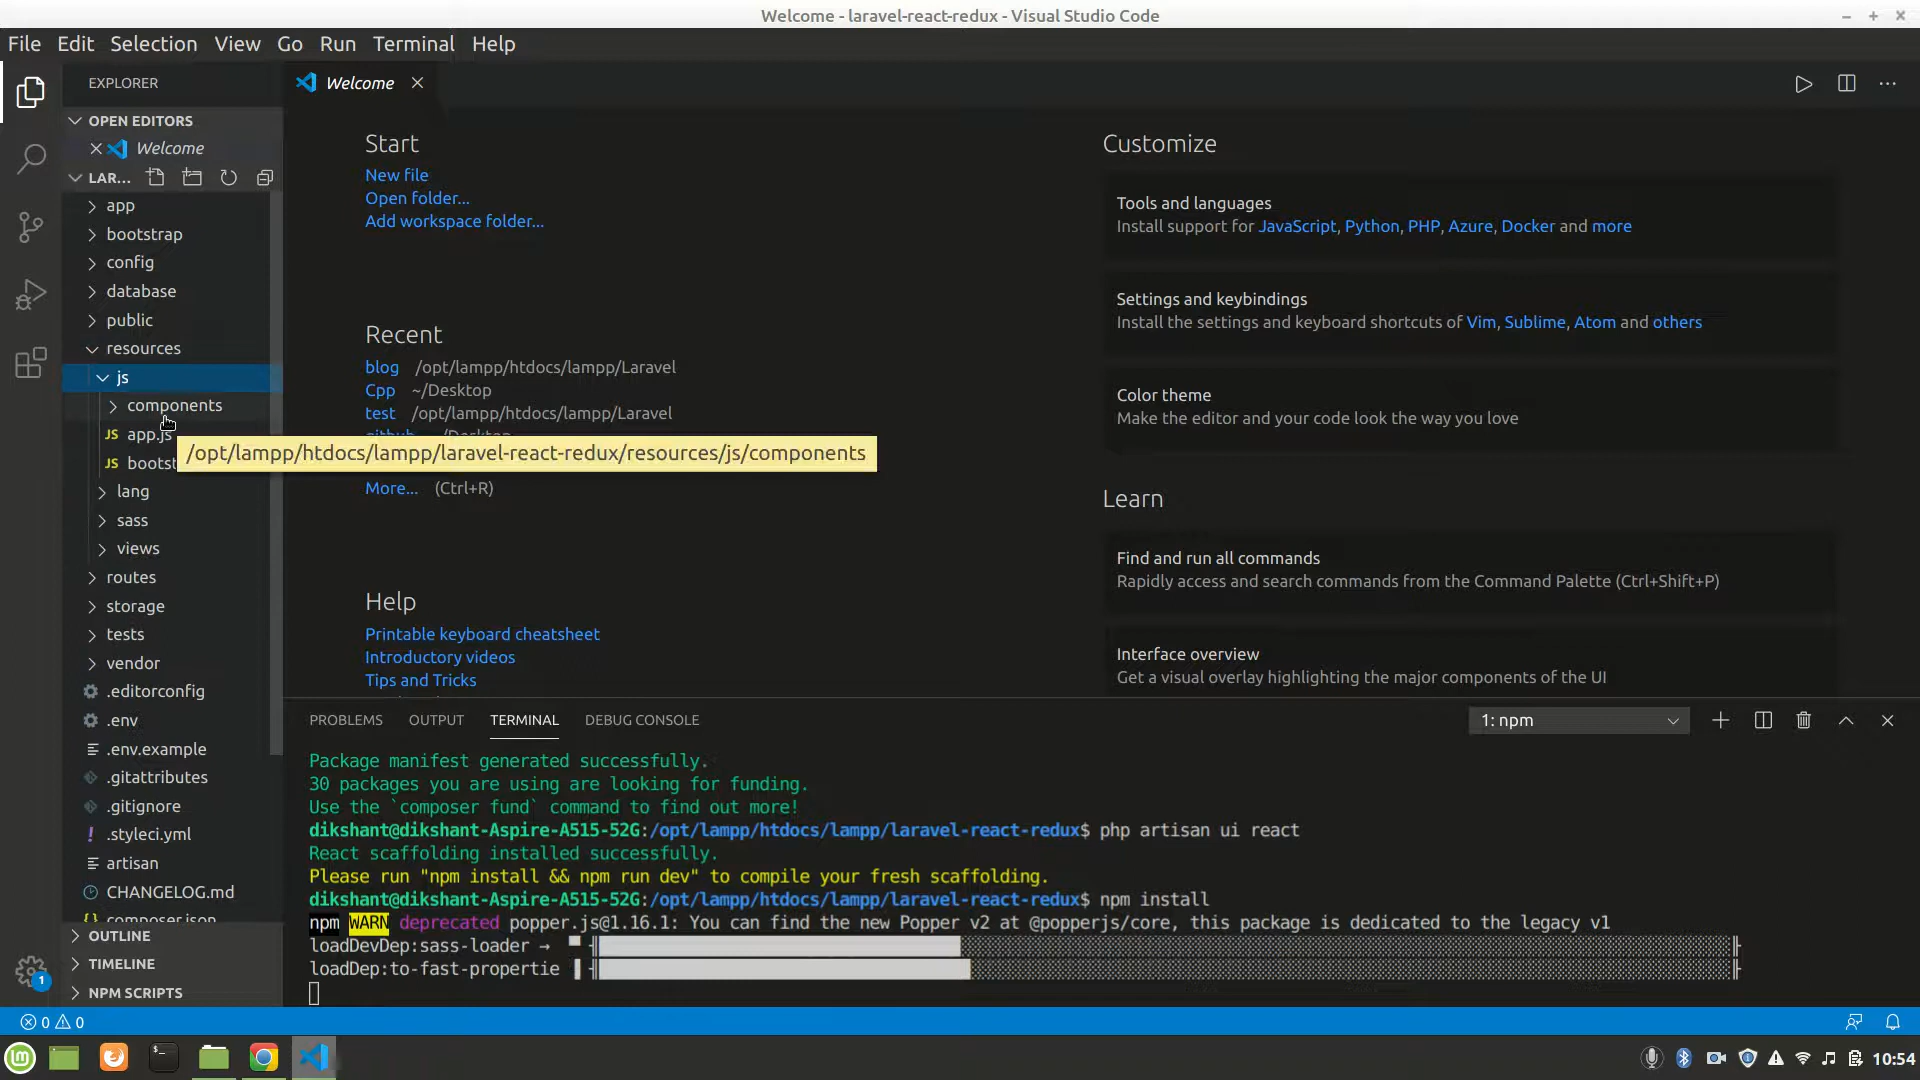 Welcome - laravel-react-redux - Visual Studio Code
File Edit Selection View Go Run Terminal Help
EXPLORER
OPEN EDITORS
Welcome
LAR...
app
bootstrap
config
database
public
resources
js
components
JS app.js
JS bootst
/opt/lampp/htdocs/lampp/laravel-react-redux/resources/js/components
lang
sass
views
routes
storage
tests
vendor
.editorconfig
.env
.env.example
.gitattributes
.gitignore
.styleci.yml
artisan
CHANGELOG.md
composer.json
OUTLINE
TIMELINE
NPM SCRIPTS
Welcome
Start
New file
Open folder...
Add workspace folder...
Recent
blog /opt/lampp/htdocs/lampp/Laravel
Cpp ~/Desktop
test /opt/lampp/htdocs/lampp/Laravel
github ~/Desktop
More... (Ctrl+R)
Help
Printable keyboard cheatsheet
Introductory videos
Tips and Tricks
Customize
Tools and languages
Install support for JavaScript, Python, PHP, Azure, Docker and more
Settings and keybindings
Install the settings and keyboard shortcuts of Vim, Sublime, Atom and others
Color theme
Make the editor and your code look the way you love
Learn
Find and run all commands
Rapidly access and search commands from the Command Palette (Ctrl+Shift+P)
Interface overview
Get a visual overlay highlighting the major components of the UI
PROBLEMS OUTPUT TERMINAL DEBUG CONSOLE
1: npm
Package manifest generated successfully.
30 packages you are using are looking for funding.
Use the `composer fund` command to find out more!
dikshant@dikshant-Aspire-A515-52G:/opt/lampp/htdocs/lampp/laravel-react-redux$ php artisan ui react
React scaffolding installed successfully.
Please run "npm install && npm run dev" to compile your fresh scaffolding.
dikshant@dikshant-Aspire-A515-52G:/opt/lampp/htdocs/lampp/laravel-react-redux$ npm install
npm WARN deprecated popper.js@1.16.1: You can find the new Popper v2 at @popperjs/core, this package is dedicated to the legacy v1
loadDevDep:sass-loader →
loadDep:to-fast-propertie
1
0 0
10:54